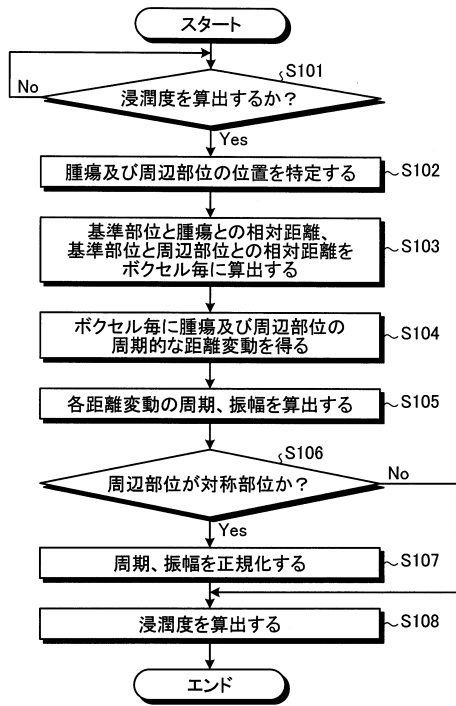 スタート
S101
No
浸潤度を算出するか？
Yes
腫瘍及び周辺部位の位置を特定する
S102
基準部位と腫瘍との相対距離、
基準部位と周辺部位との相対距離を
ボクセル毎に算出する
S103
ボクセル毎に腫瘍及び周辺部位の
周期的な距離変動を得る
S104
各距離変動の周期、振幅を算出する
S105
S106
No
周辺部位が対称部位か？
Yes
周期、振幅を正規化する
S107
浸潤度を算出する
S108
エンド